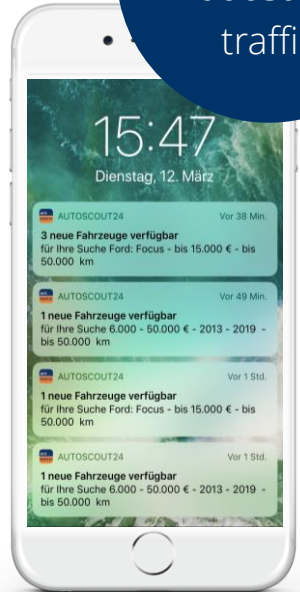 traffi
15:47
Dienstag, 12. März
AUTOSCOUT24 Vor 38 Min.
3 neue Fahrzeuge verfügbar
für Ihre Suche Ford: Focus - bis 15.000 € - bis
50.000 km
AUTOSCOUT24 Vor 49 Min.
1 neue Fahrzeuge verfügbar
für Ihre Suche 6.000 - 50.000 € - 2013 - 2019 -
bis 50.000 km
AUTOSCOUT24 Vor 1 Std.
1 neue Fahrzeuge verfügbar
für Ihre Suche Ford: Focus - bis 15.000 € - bis
50.000 km
AUTOSCOUT24 Vor 1 Std.
1 neue Fahrzeuge verfügbar
für Ihre Suche 6.000 - 50.000 € - 2013 - 2019 -
bis 50.000 km